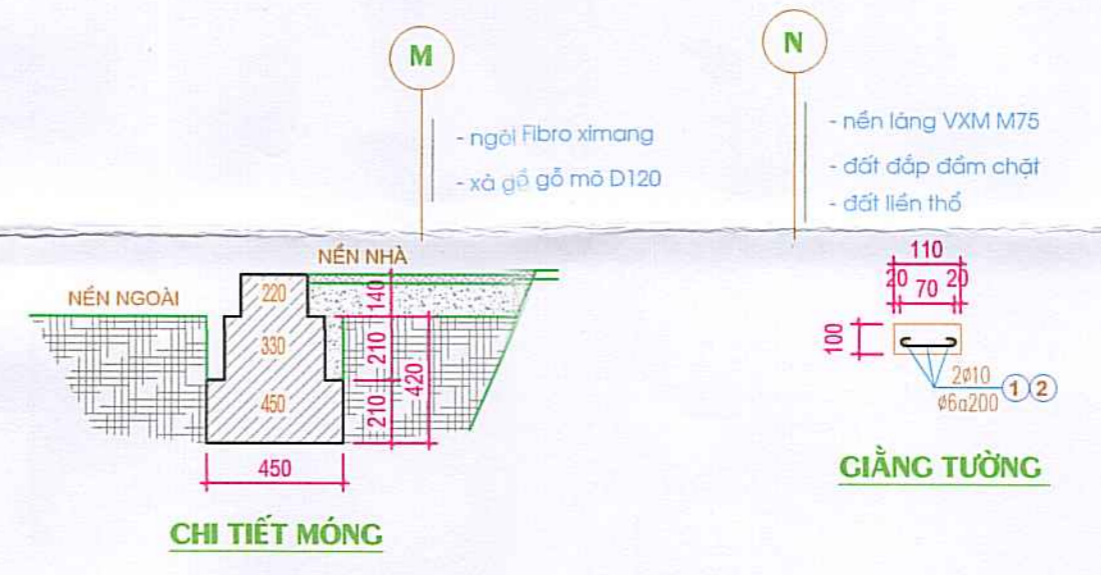 M
- ngói Fibro ximang
- xà gồ gỗ mõ D120
N
- nền láng VXM M75
- đất đắp đầm chặt
- đất liền thổ
NỀN NHÀ
NỀN NGOÀI
220
330
450
140
210
210
420
450
CHI TIẾT MÓNG
110
20
70
20
100
2ø10
ø6a200
1
2
GIẰNG TƯỜNG